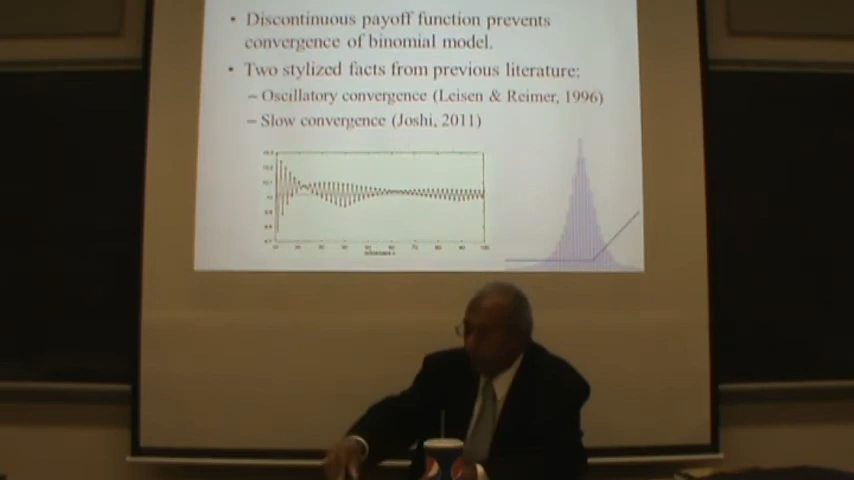 • Discontinuous payoff function prevents
convergence of binomial model.
• Two stylized facts from previous literature:
– Oscillatory convergence (Leisen & Reimer, 1996)
– Slow convergence (Joshi, 2011)